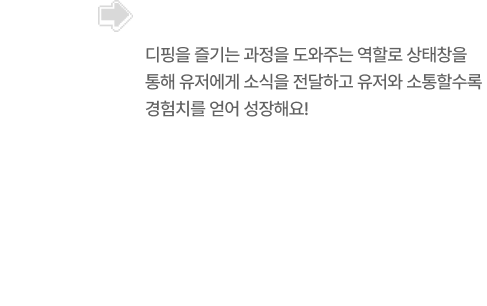 디핑을 즐기는 과정을 도와주는 역할로 상태창을
통해 유저에게 소식을 전달하고 유저와 소통할수록
경험치를 얻어 성장해요!